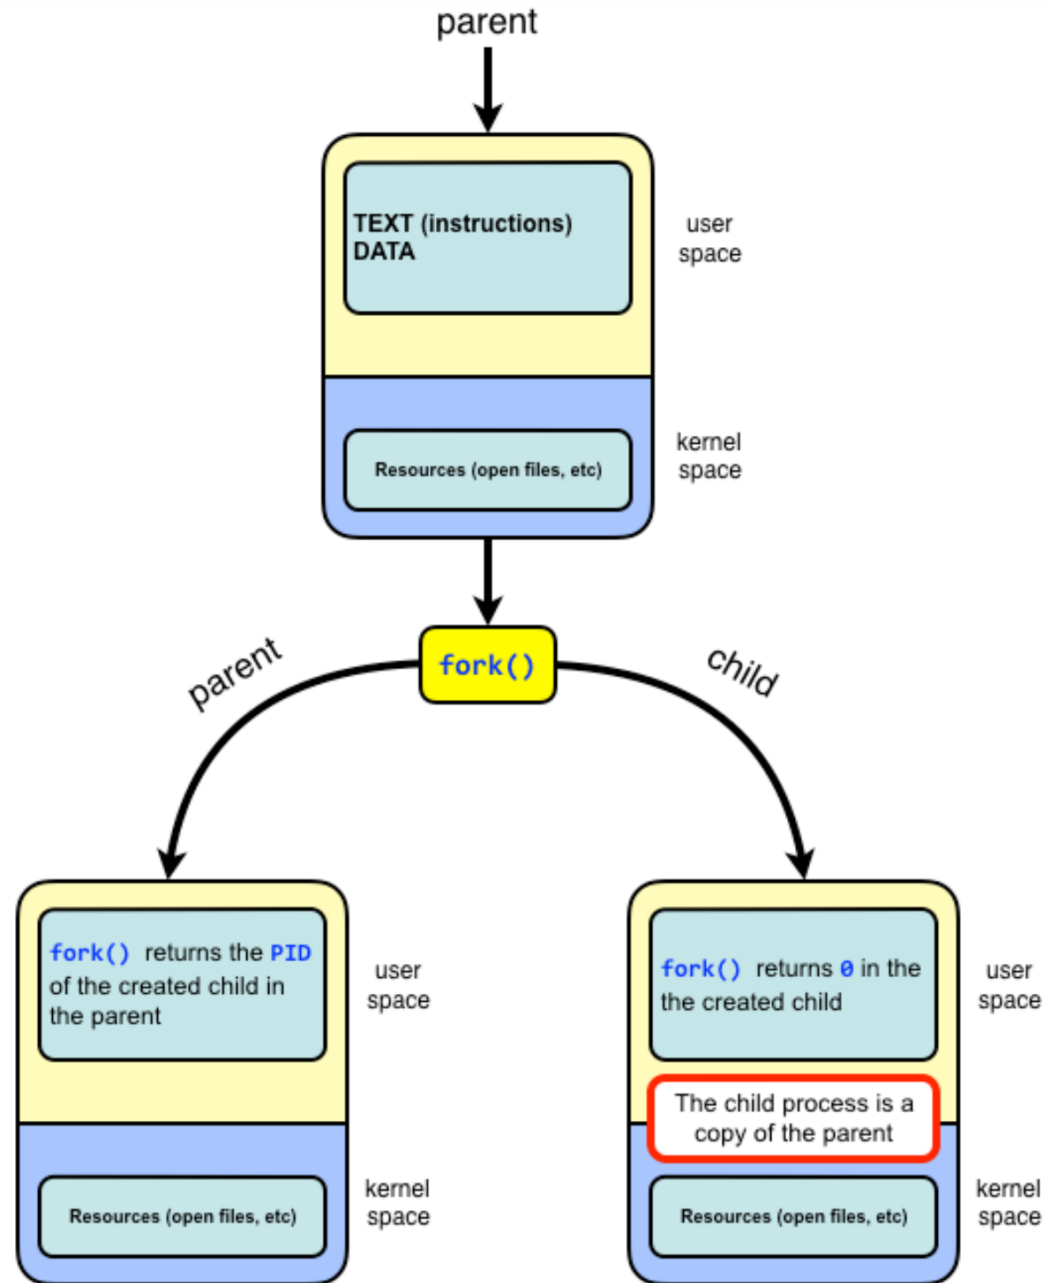 parent
TEXT (instructions)
DATA
user
space
Resources (open files, etc)
kernel
space
fork()
parent
child
fork() returns the PID
of the created child in
the parent
user
space
Resources (open files, etc)
kernel
space
fork() returns 0 in the
the created child
user
space
The child process is a
copy of the parent
Resources (open files, etc)
kernel
space